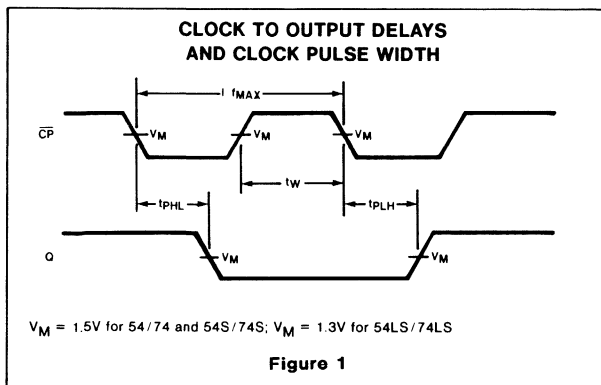 CLOCK TO OUTPUT DELAYS
AND CLOCK PULSE WIDTH
I fMAX
CP
VM
VM
VM
tW
tPHL
tPLH
Q
VM
VM
VM = 1.5V for 54/74 and 54S/74S; VM = 1.3V for 54LS/74LS
Figure 1